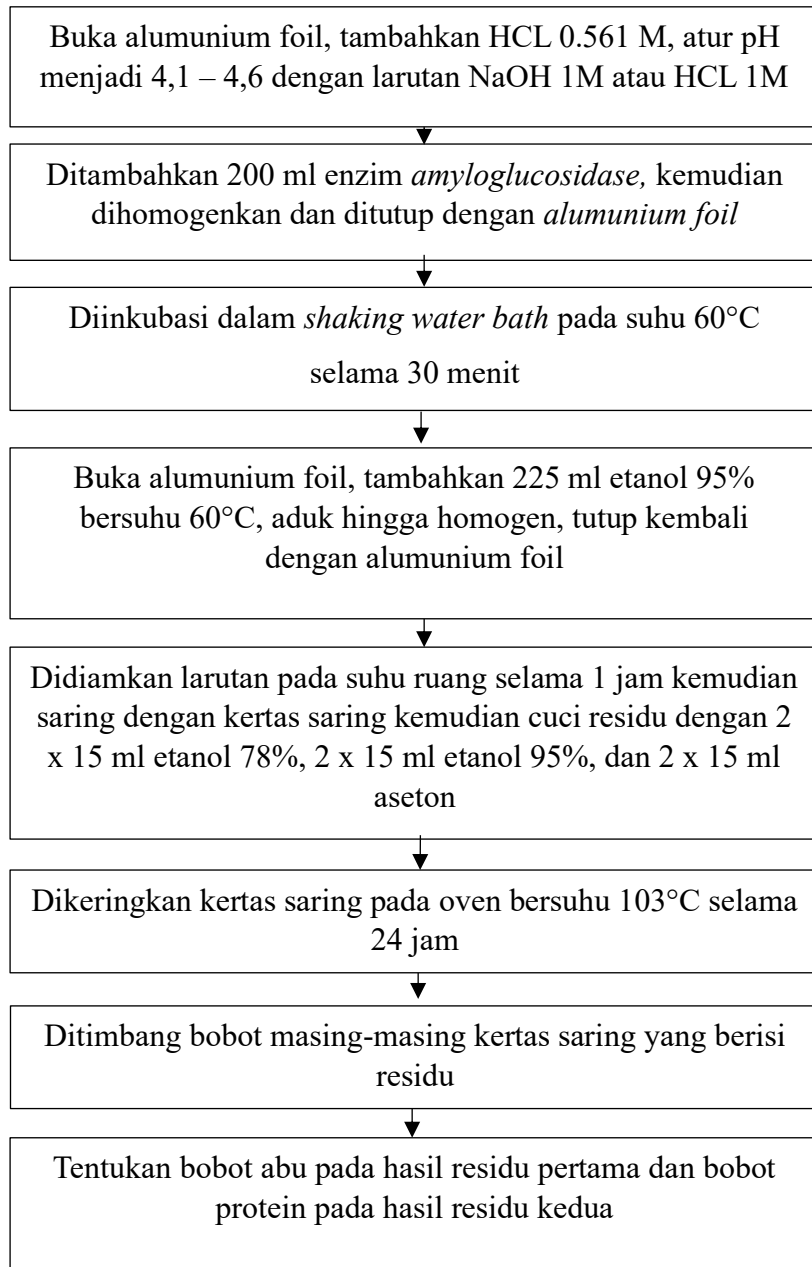 Buka alumunium foil, tambahkan HCL 0.561 M, atur pH
menjadi 4,1 – 4,6 dengan larutan NaOH 1M atau HCL 1M
Ditambahkan 200 ml enzim amyloglucosidase, kemudian
dihomogenkan dan ditutup dengan alumunium foil
Diinkubasi dalam shaking water bath pada suhu 60°C
selama 30 menit
Buka alumunium foil, tambahkan 225 ml etanol 95%
bersuhu 60°C, aduk hingga homogen, tutup kembali
dengan alumunium foil
Didiamkan larutan pada suhu ruang selama 1 jam kemudian
saring dengan kertas saring kemudian cuci residu dengan 2
x 15 ml etanol 78%, 2 x 15 ml etanol 95%, dan 2 x 15 ml
aseton
Dikeringkan kertas saring pada oven bersuhu 103°C selama
24 jam
Ditimbang bobot masing-masing kertas saring yang berisi
residu
Tentukan bobot abu pada hasil residu pertama dan bobot
protein pada hasil residu kedua